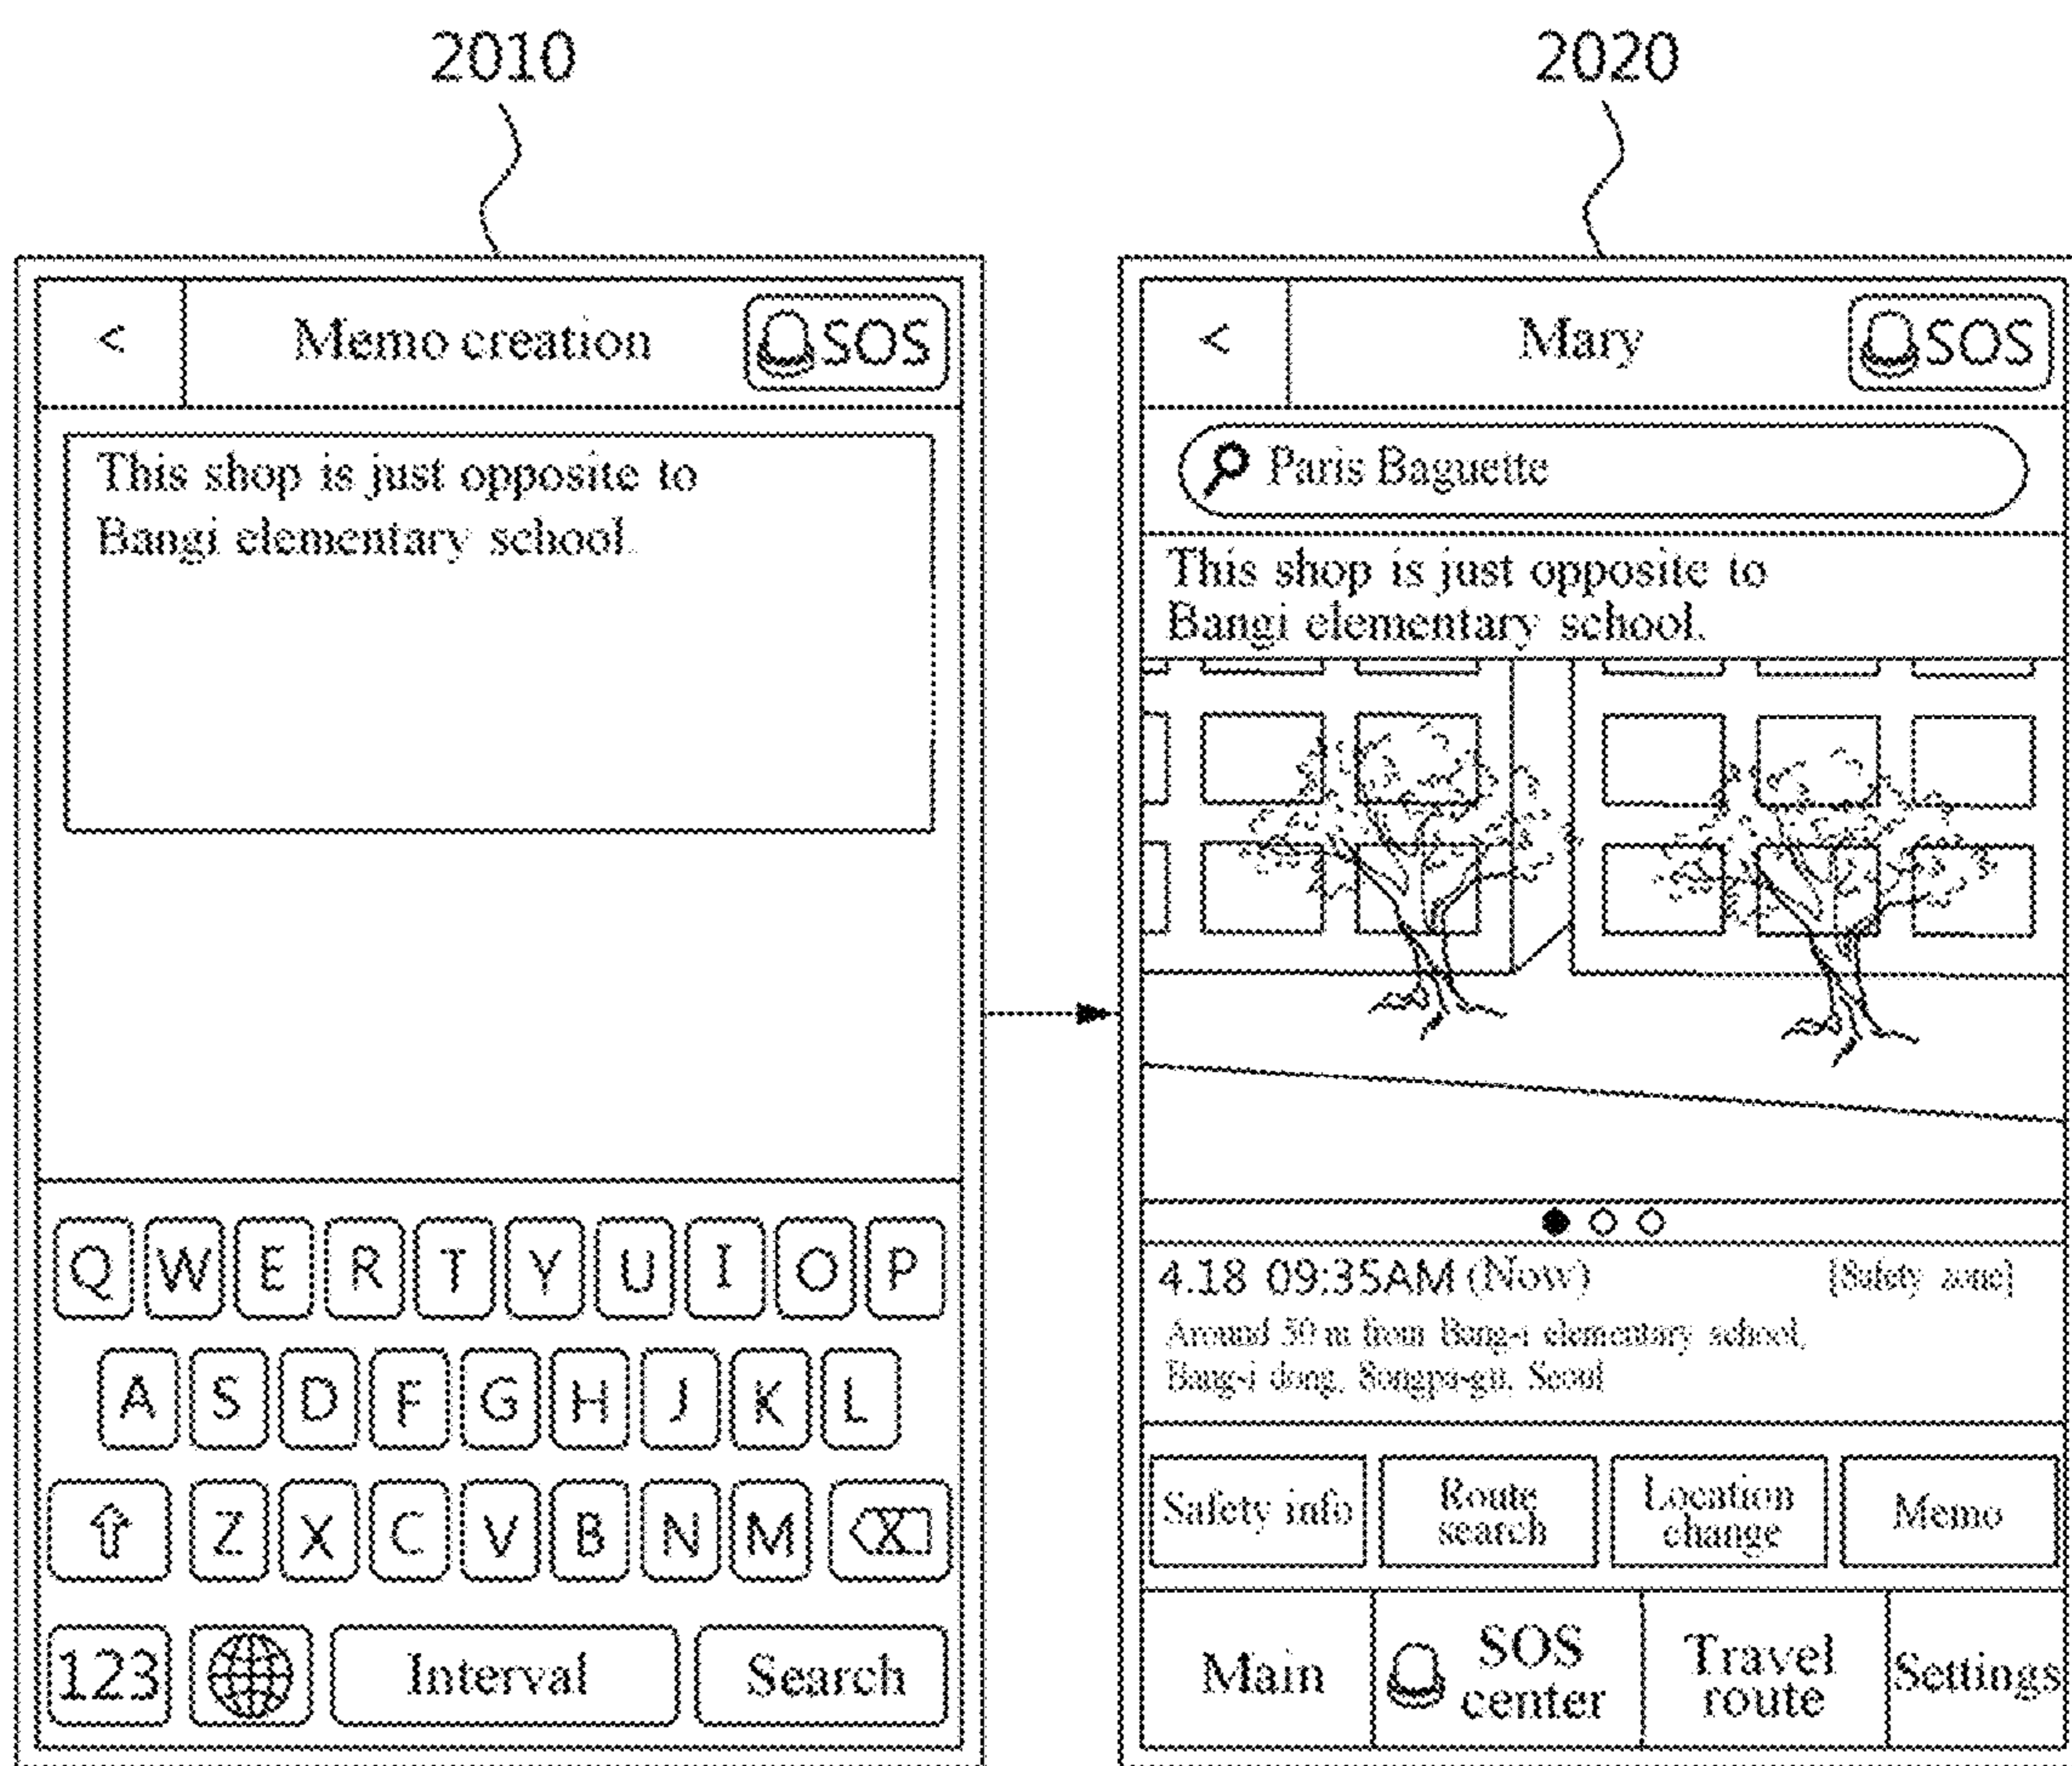 2010
2020
< Memo creation SOS
This shop is just opposite to
Bangi elementary school.
Q W E R T Y U I O P
A S D F G H J K L
Z X C V B N M X
123 Interval Search
< Mary SOS
Paris Baguette
This shop is just opposite to
Bangi elementary school.
4.18 09:35AM (Now) [Safety zone]
Around 50 m from Bang-i elementary school,
Bang-i dong, Songpa-gu, Seoul
Safety info
Route
search
Location
change
Memo
Main
SOS
center
Travel
route
Settings